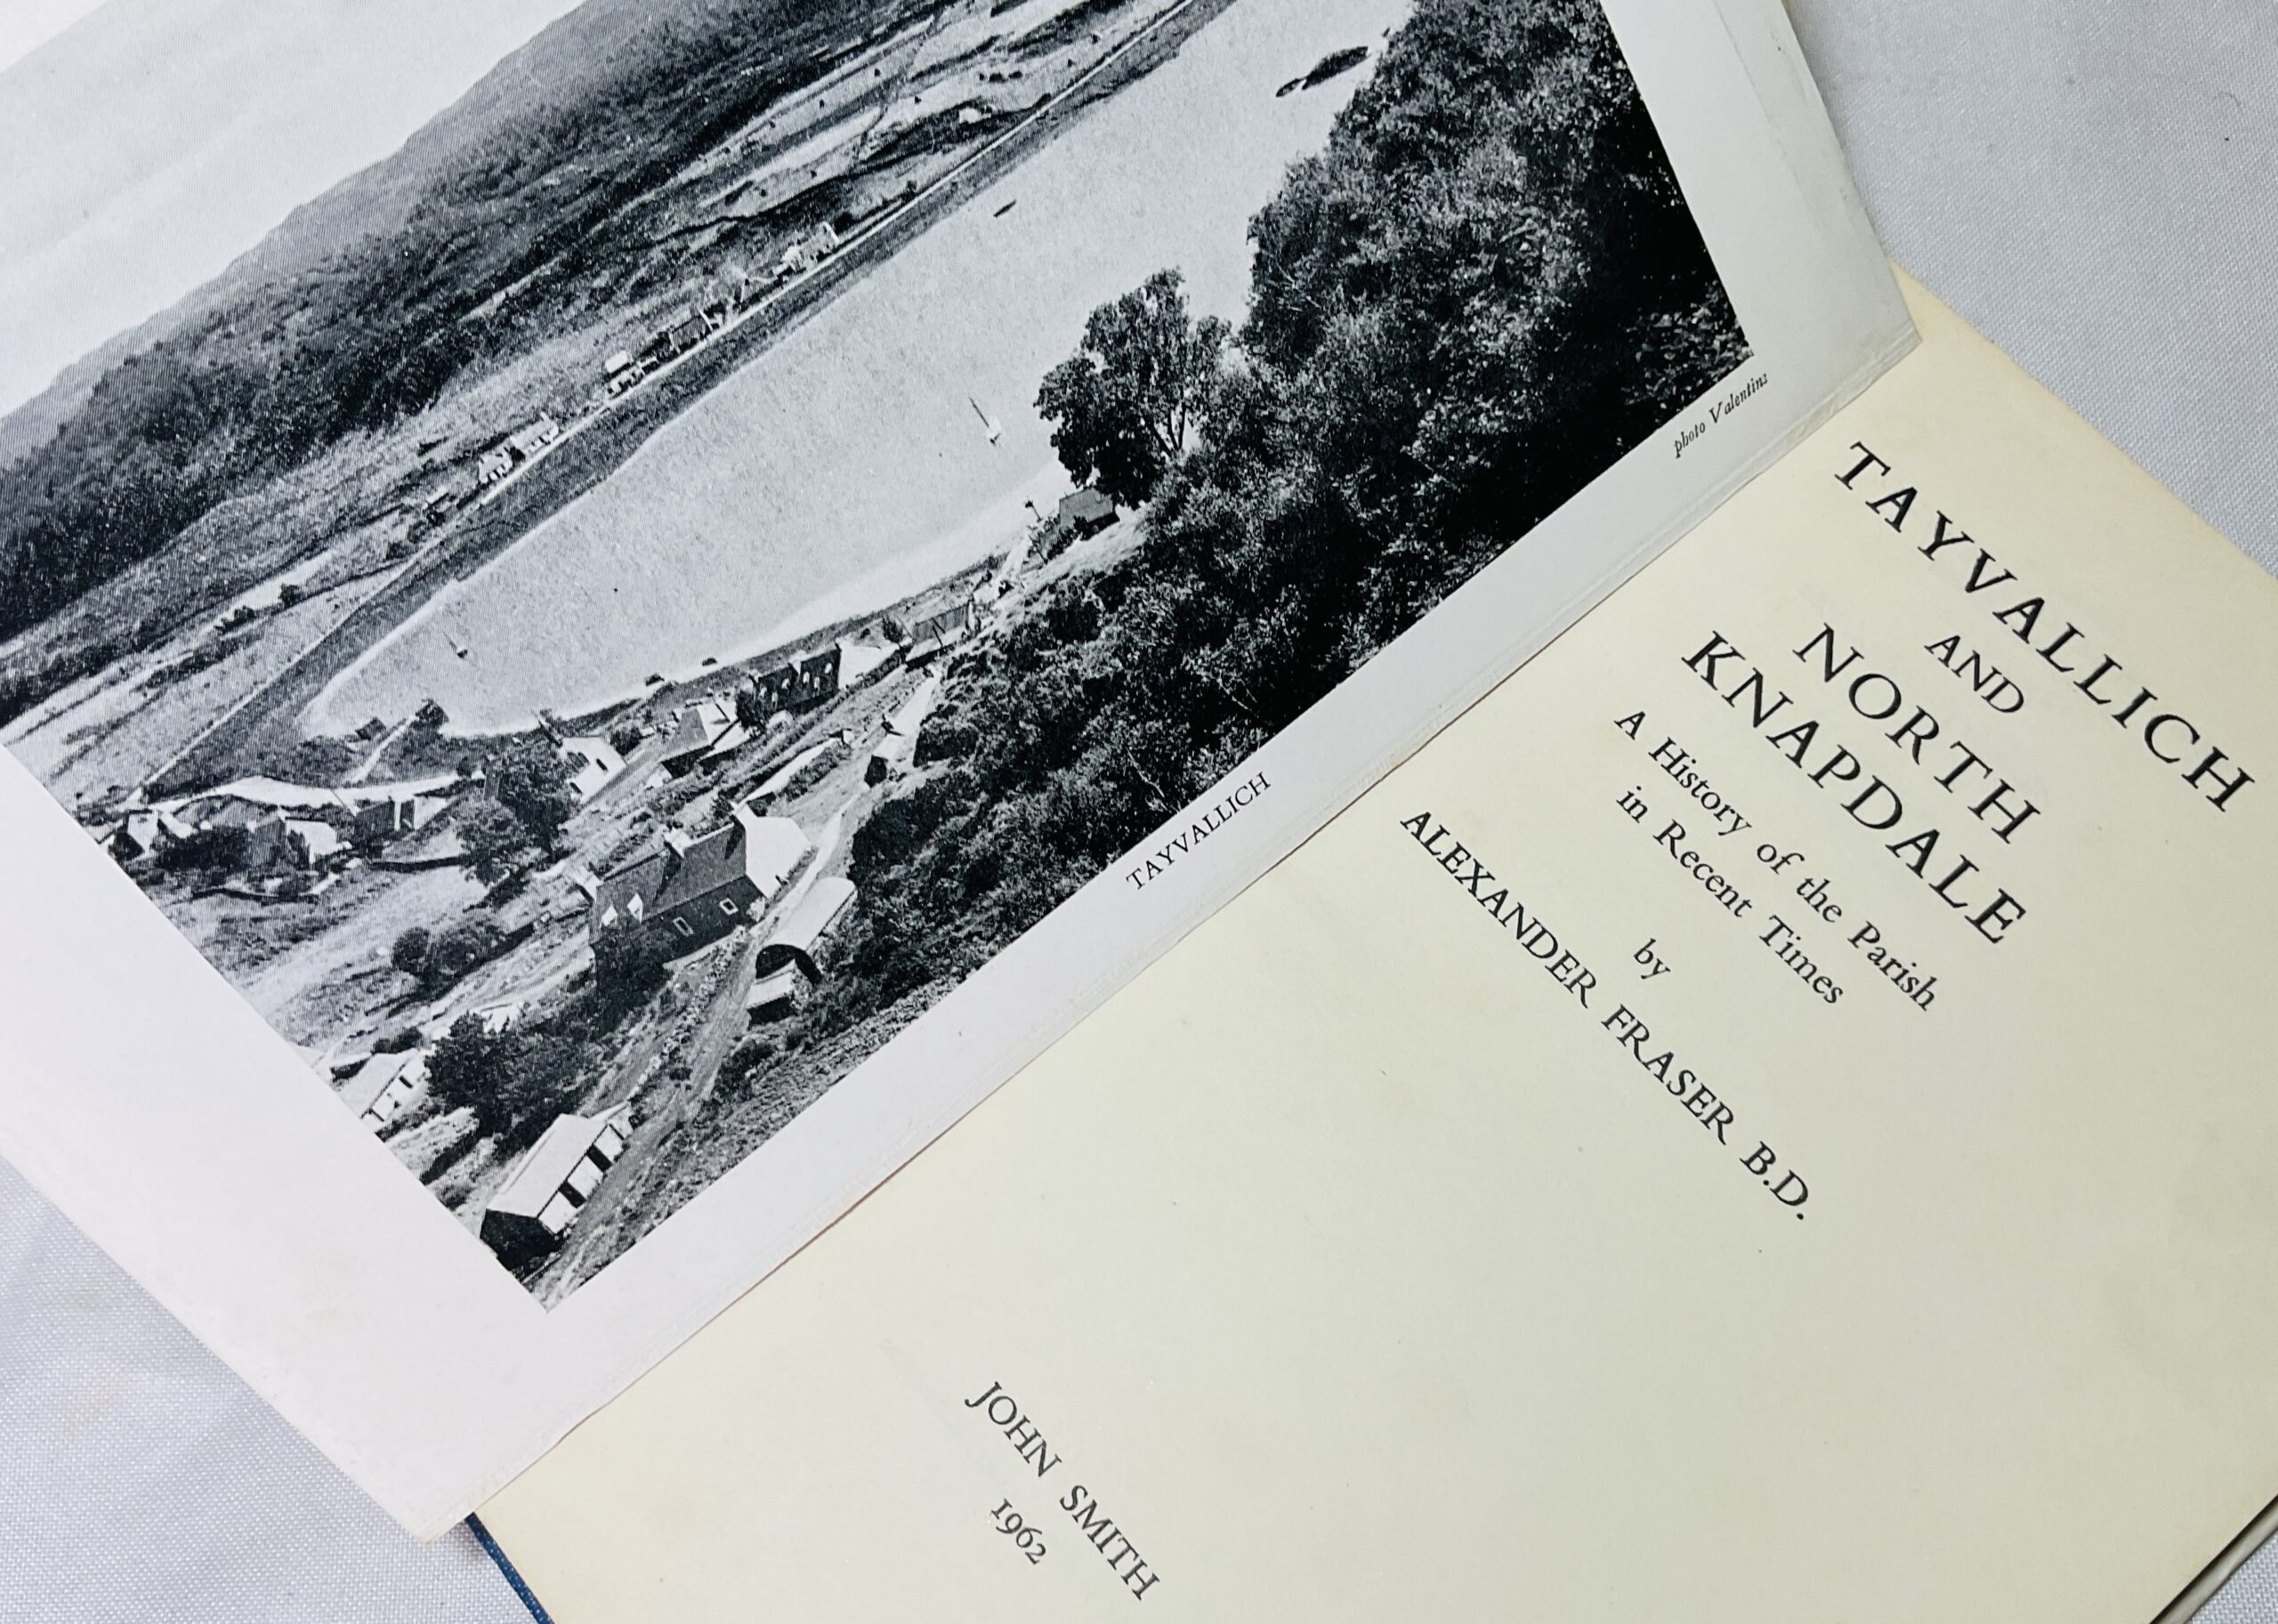 photo Valentins
TAYVALLICH
TAYVALLICH
AND
NORTH
KNAPDALE
A History of the Parish
in Recent Times
by
ALEXANDER FRASER B.D.
JOHN SMITH
1962